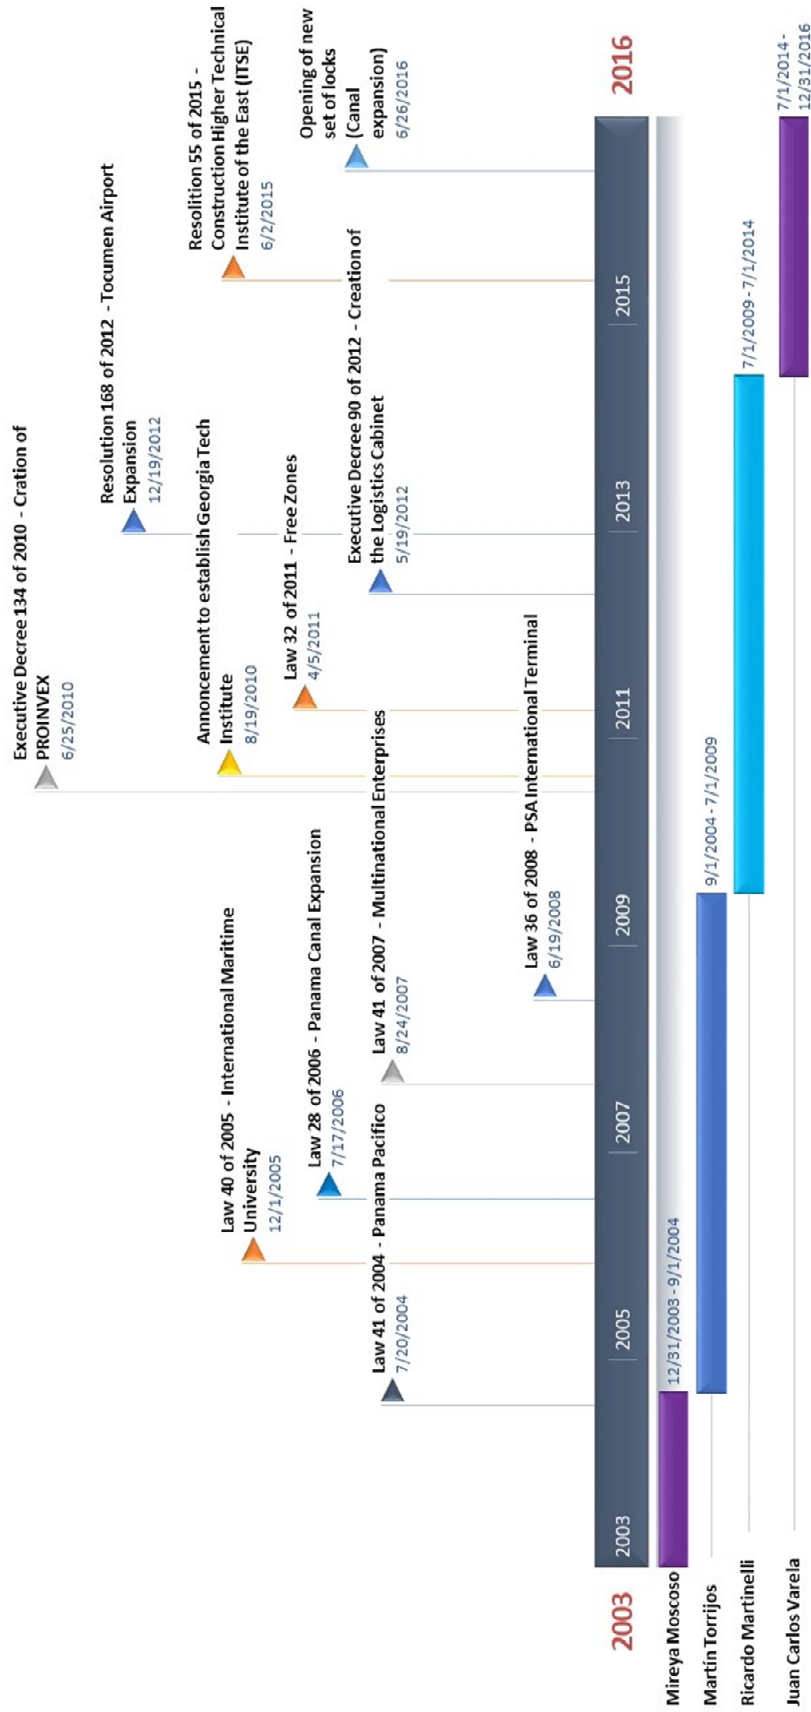 Executive Decree 134 of 2010 - Cration of
PROINVEX
6/25/2010
Resolution 168 of 2012 - Tocumen Airport
Expansion
12/19/2012
Resolition 55 of 2015 -
Construction Higher Technical
Institute of the East (ITSE)
6/2/2015
Annoncement to establish Georgia Tech
Institute
8/19/2010
Law 40 of 2005 - International Maritime
University
12/1/2005
Law 32 of 2011 - Free Zones
4/5/2011
Opening of new
set of locks
(Canal
expansion)
6/26/2016
Law 28 of 2006 - Panama Canal Expansion
7/17/2006
Executive Decree 90 of 2012 - Creation of
the Logistics Cabinet
5/19/2012
Law 41 of 2004 - Panama Pacifico
7/20/2004
Law 41 of 2007 - Multinational Enterprises
8/24/2007
Law 36 of 2008 - PSA International Terminal
6/19/2008
2003 2003 2005 2007 2009 2011 2013 2015 2016
Mireya Moscoso 12/31/2003 - 9/1/2004
Martín Torrijos 9/1/2004 - 7/1/2009
Ricardo Martinelli 7/1/2009 - 7/1/2014
Juan Carlos Varela 7/1/2014 -
12/31/2016